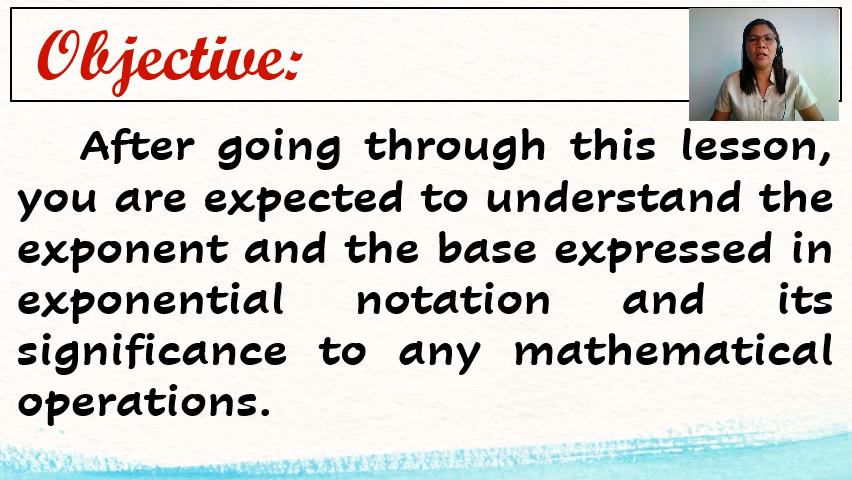 Objective:
After going through this lesson,
you are expected to understand the
exponent and the base expressed in
exponential notation and its
significance to any mathematical
operations.